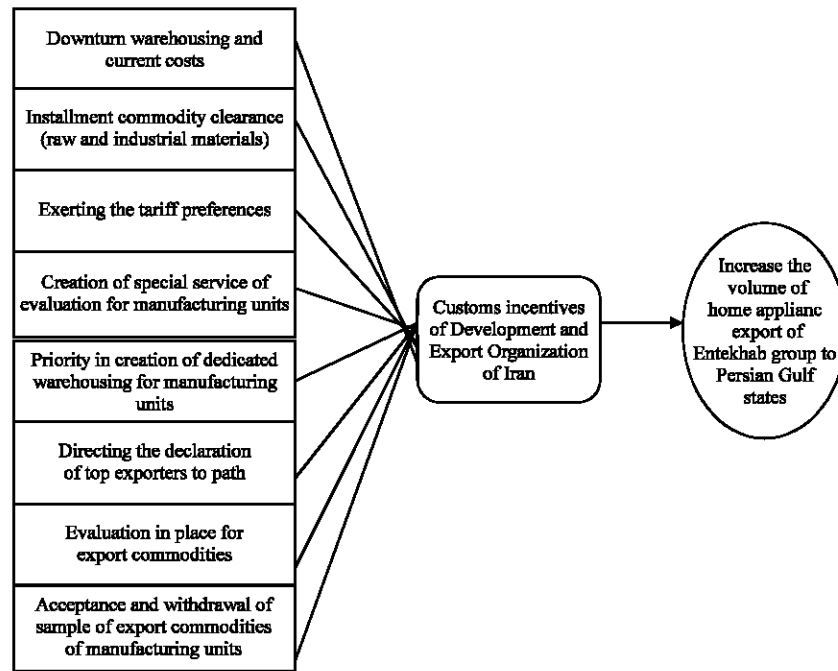 Downturn warehousing and
current costs
Installment commodity clearance
(raw and industrial materials)
Exerting the tariff preferences
Creation of special service of
evaluation for manufacturing units
Priority in creation of dedicated
warehousing for manufacturing
units
Directing the declaration
of top exporters to path
Evaluation in place for
export commodities
Acceptance and withdrawal of
sample of export commodities
of manufacturing units
Customs incentives
of Development and
Export Organization
of Iran
Increase the
volume of
home applianc
export of
Entekhab group to
Persian Gulf
states